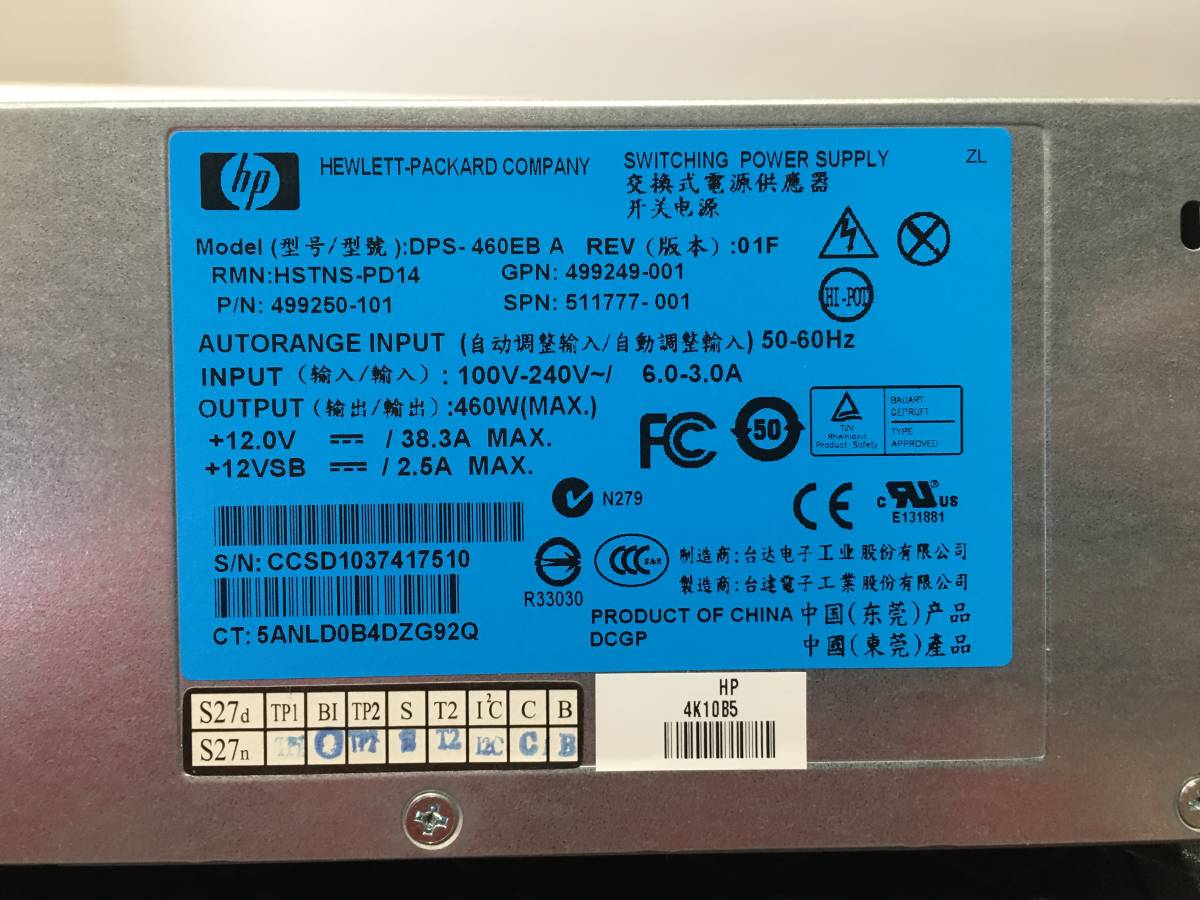 hp HEWLETT-PACKARD COMPANY SWITCHING POWER SUPPLY ZL
交換式電源供應器
开关电源
Model (型号/型號):DPS-460EB A REV (版本):01F
RMN:HSTNS-PD14 GPN: 499249-001
HI-POT
P/N: 499250-101 SPN: 511777-001
AUTORANGE INPUT (自动调整输入/自動調整輸入) 50-60Hz
INPUT (输入/輸入): 100V-240V~/ 6.0-3.0A
OUTPUT (输出/輸出):460W(MAX.)
+12.0V / 38.3A MAX.
+12VSB / 2.5A MAX.
FC 50
TÜV
Rheinland
Product Safety
BAUART
GEPRUFT
TYPE
APPROVED
N279
CE
c RU US
E131881
S/N: CCSD1037417510
R33030
CCC S&E
制造商:台达电子工业股份有限公司
製造商:台達電子工業股份有限公司
CT: 5ANLD0B4DZG92Q
PRODUCT OF CHINA 中国(东莞)产品
DCGP 中國(東莞)產品
S27d TP1 BI TP2 S T2 I²C C B
S27n TP1 TP2 S T2 I2C C B
HP
4K10B5